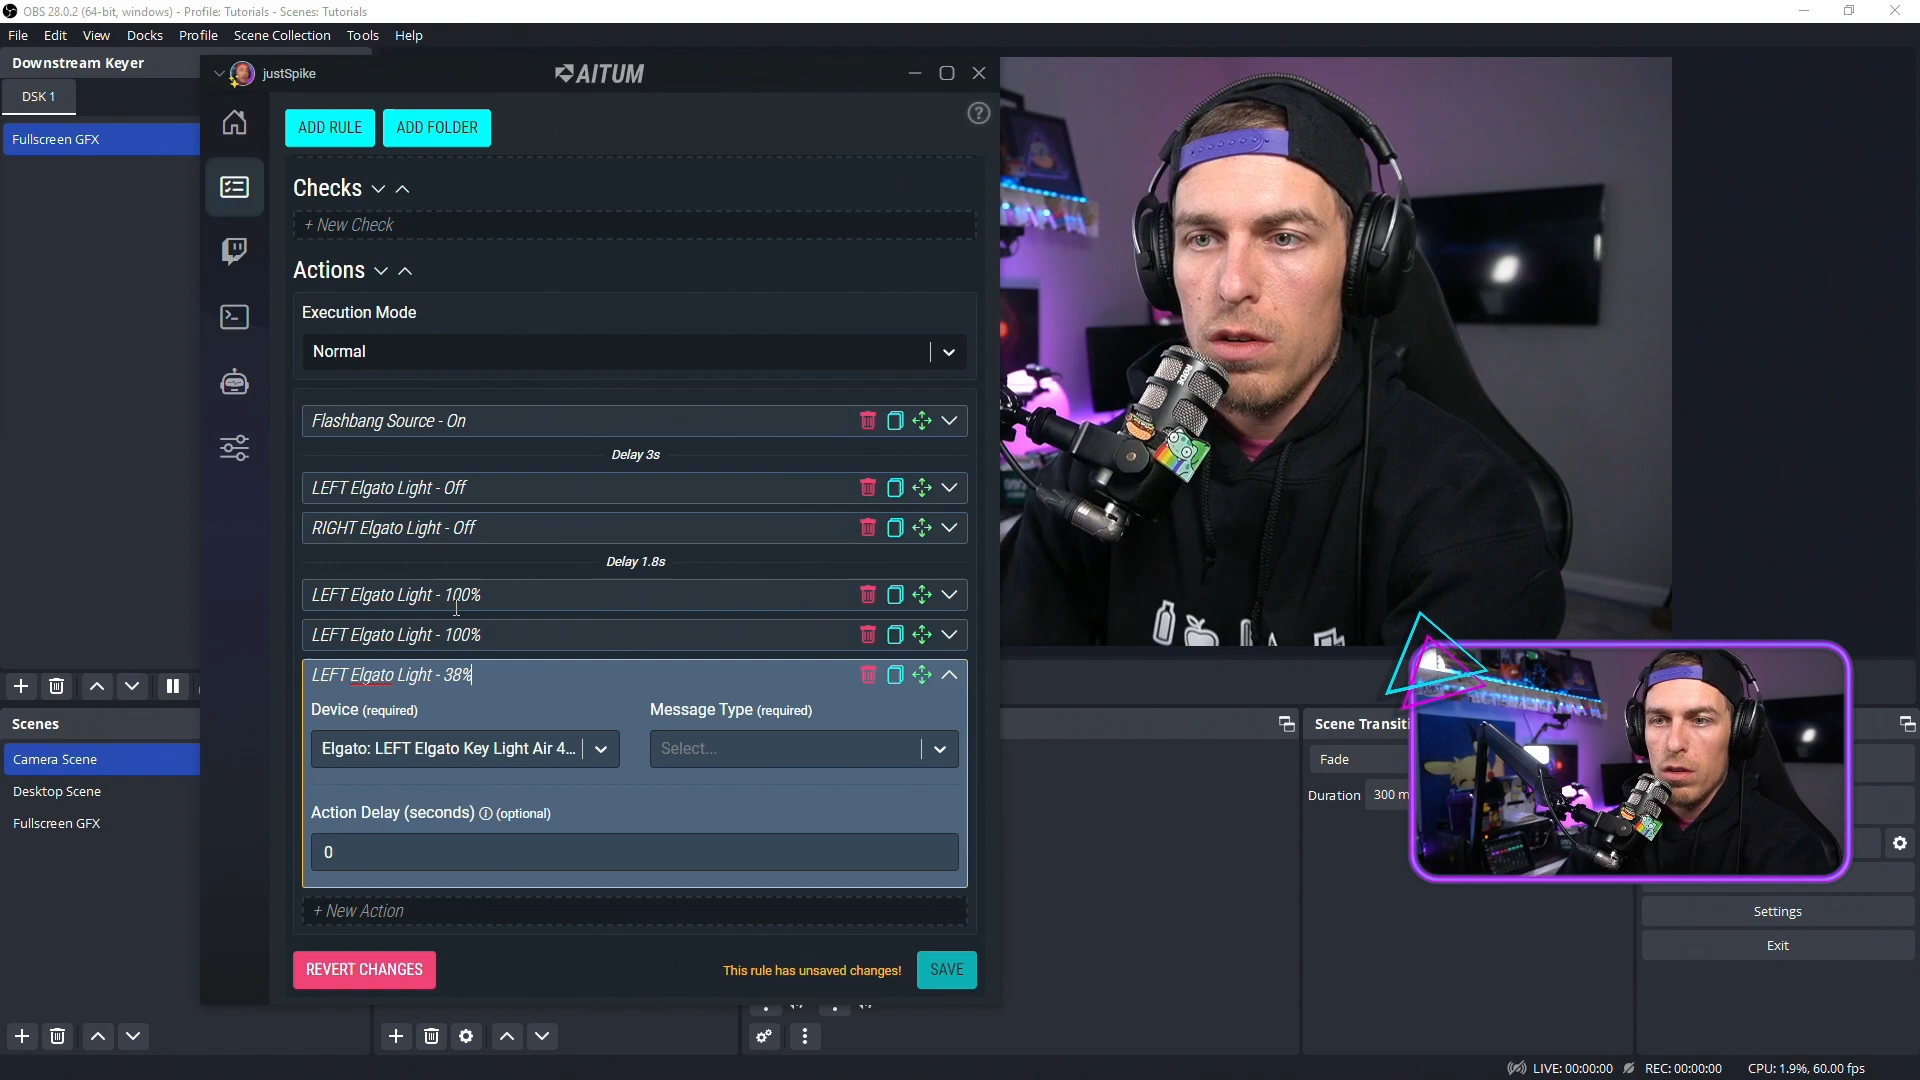 OBS 28.0.2 (64-bit, windows) - Profile: Tutorials - Scenes: Tutorials
File Edit View Docks Profile Scene Collection Tools Help
Downstream Keyer
DSK 1
Fullscreen GFX
justSpike
AITUM
ADD RULE
ADD FOLDER
Checks
+ New Check
Actions
Execution Mode
Normal
Flashbang Source - On
Delay 3s
LEFT Elgato Light - Off
RIGHT Elgato Light - Off
Delay 1.8s
LEFT Elgato Light - 100%
LEFT Elgato Light - 100%
LEFT Elgato Light - 38%
Device (required)
Message Type (required)
Elgato: LEFT Elgato Key Light Air 4...
Select...
Action Delay (seconds) (optional)
0
+ New Action
REVERT CHANGES
This rule has unsaved changes!
SAVE
RODE
Scenes
Camera Scene
Desktop Scene
Fullscreen GFX
Scene Transiti
Fade
Duration 300 m
Settings
Exit
LIVE: 00:00:00 REC: 00:00:00 CPU: 1.9%, 60.00 fps